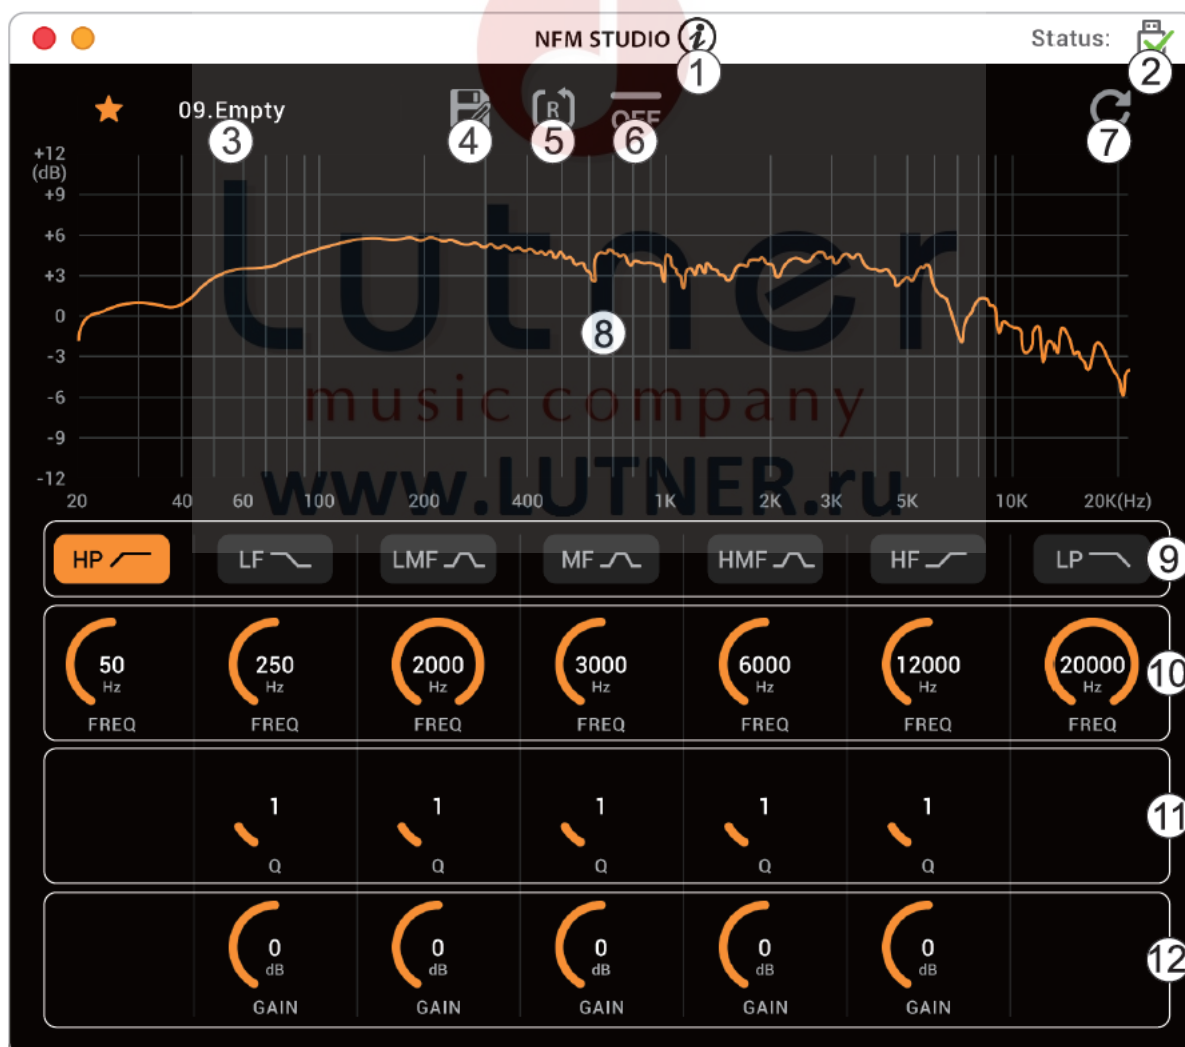 NFM STUDIO i 1
Status: 2
09.Empty 3
4
R 5
OFF 6
7
+12
(dB)
+9
+6
+3
0
-3
-6
-9
-12
8
20 40 60 100 200 400 1K 2K 3K 5K 10K 20K(Hz)
Lutner
music company
www.LUTNER.ru
HP LF LMF MF HMF HF LP 9
50 250 2000 3000 6000 12000 20000 10
Hz Hz Hz Hz Hz Hz Hz
FREQ FREQ FREQ FREQ FREQ FREQ FREQ
1 1 1 1 1 11
Q Q Q Q Q
0 0 0 0 0 12
dB dB dB dB dB
GAIN GAIN GAIN GAIN GAIN